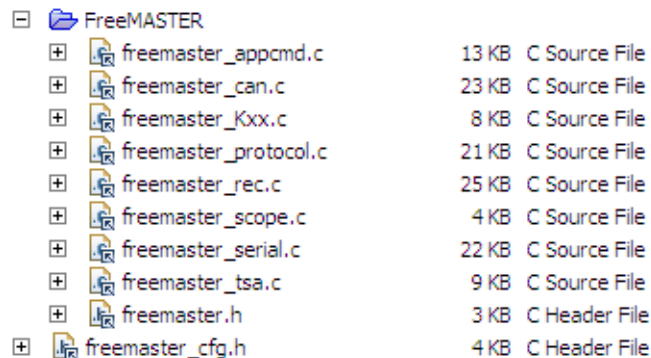 FreeMASTER
freemaster_appcmd.c 13 KB C Source File
freemaster_can.c 23 KB C Source File
freemaster_Kxx.c 8 KB C Source File
freemaster_protocol.c 21 KB C Source File
freemaster_rec.c 25 KB C Source File
freemaster_scope.c 4 KB C Source File
freemaster_serial.c 22 KB C Source File
freemaster_tsa.c 9 KB C Source File
freemaster.h 3 KB C Header File
freemaster_cfg.h 4 KB C Header File